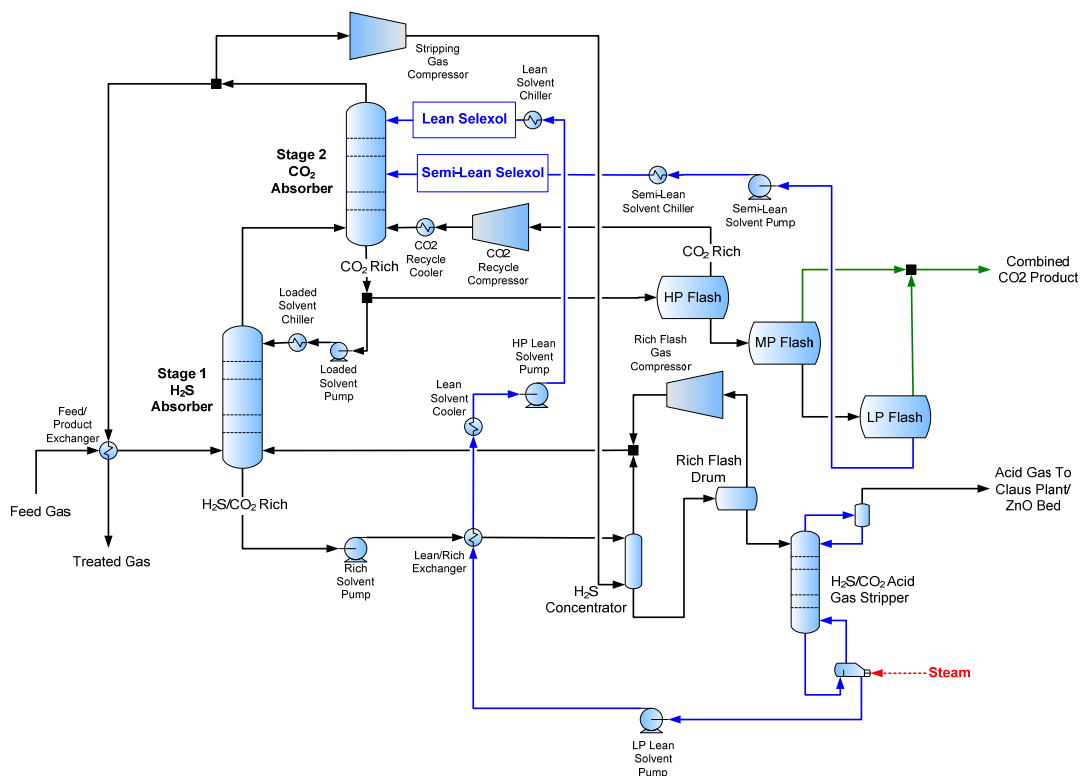 Stripping
Gas
Compressor
Lean
Solvent
Chiller
Lean Selexol
Stage 2
CO₂
Absorber
Semi-Lean Selexol
Semi-Lean
Solvent Chiller
Semi-Lean
Solvent Pump
CO2
Recycle
Cooler
CO2
Recycle
Compressor
CO₂ Rich
CO₂ Rich
Combined
CO2 Product
HP Flash
Loaded
Solvent
Chiller
Loaded
Solvent
Pump
MP Flash
HP Lean
Solvent
Pump
Rich Flash
Gas
Compressor
Stage 1
H₂S
Absorber
Lean
Solvent
Cooler
LP Flash
Feed/
Product
Exchanger
Rich Flash
Drum
Acid Gas To
Claus Plant/
ZnO Bed
H₂S/CO₂ Rich
Feed Gas
Treated Gas
Rich
Solvent
Pump
Lean/Rich
Exchanger
H₂S
Concentrator
H₂S/CO₂ Acid
Gas Stripper
Steam
LP Lean
Solvent
Pump